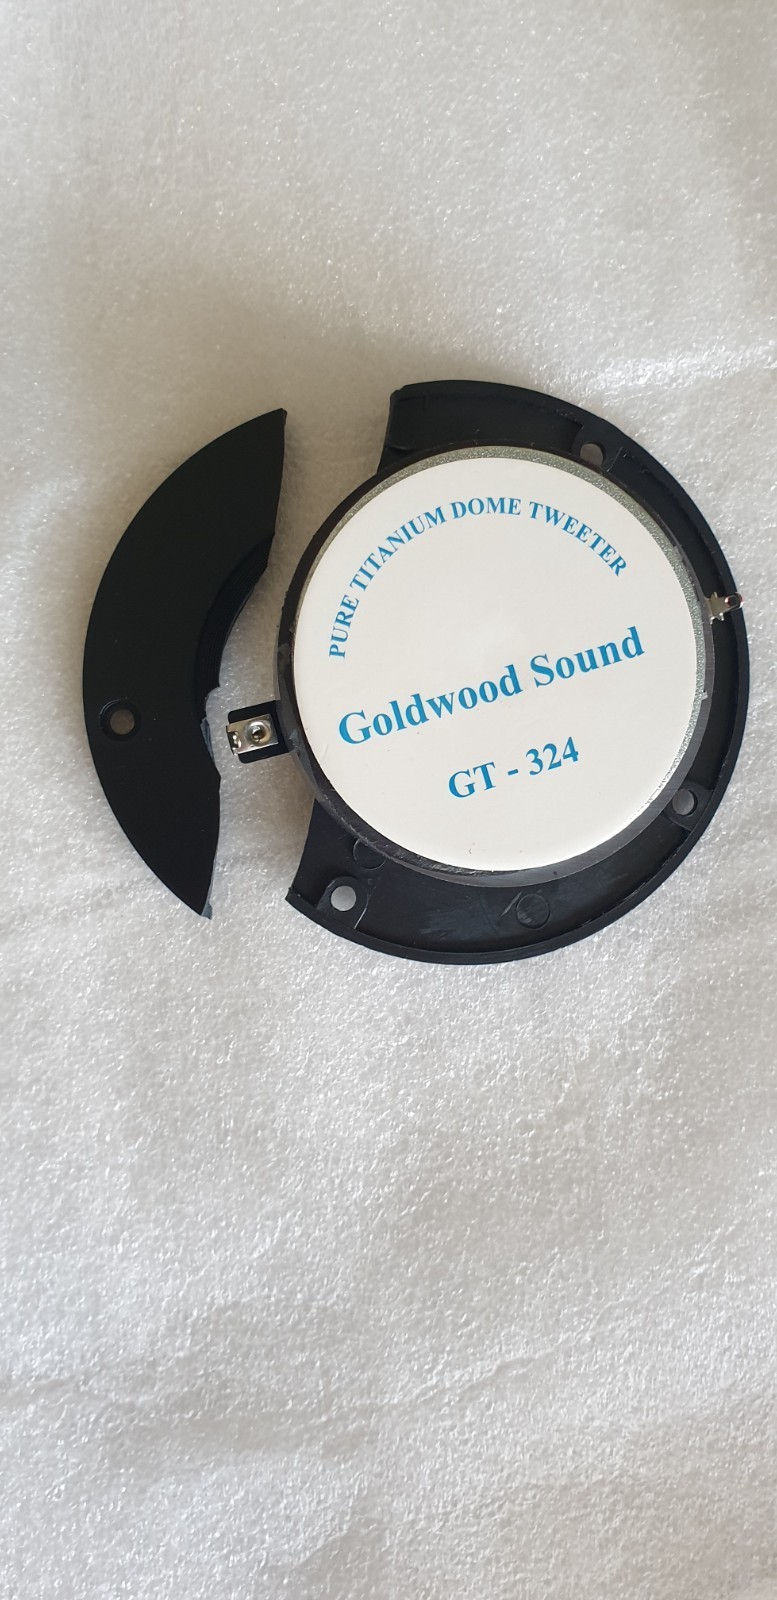 PURE TITANIUM DOME TWEETER
Goldwood Sound
GT - 324